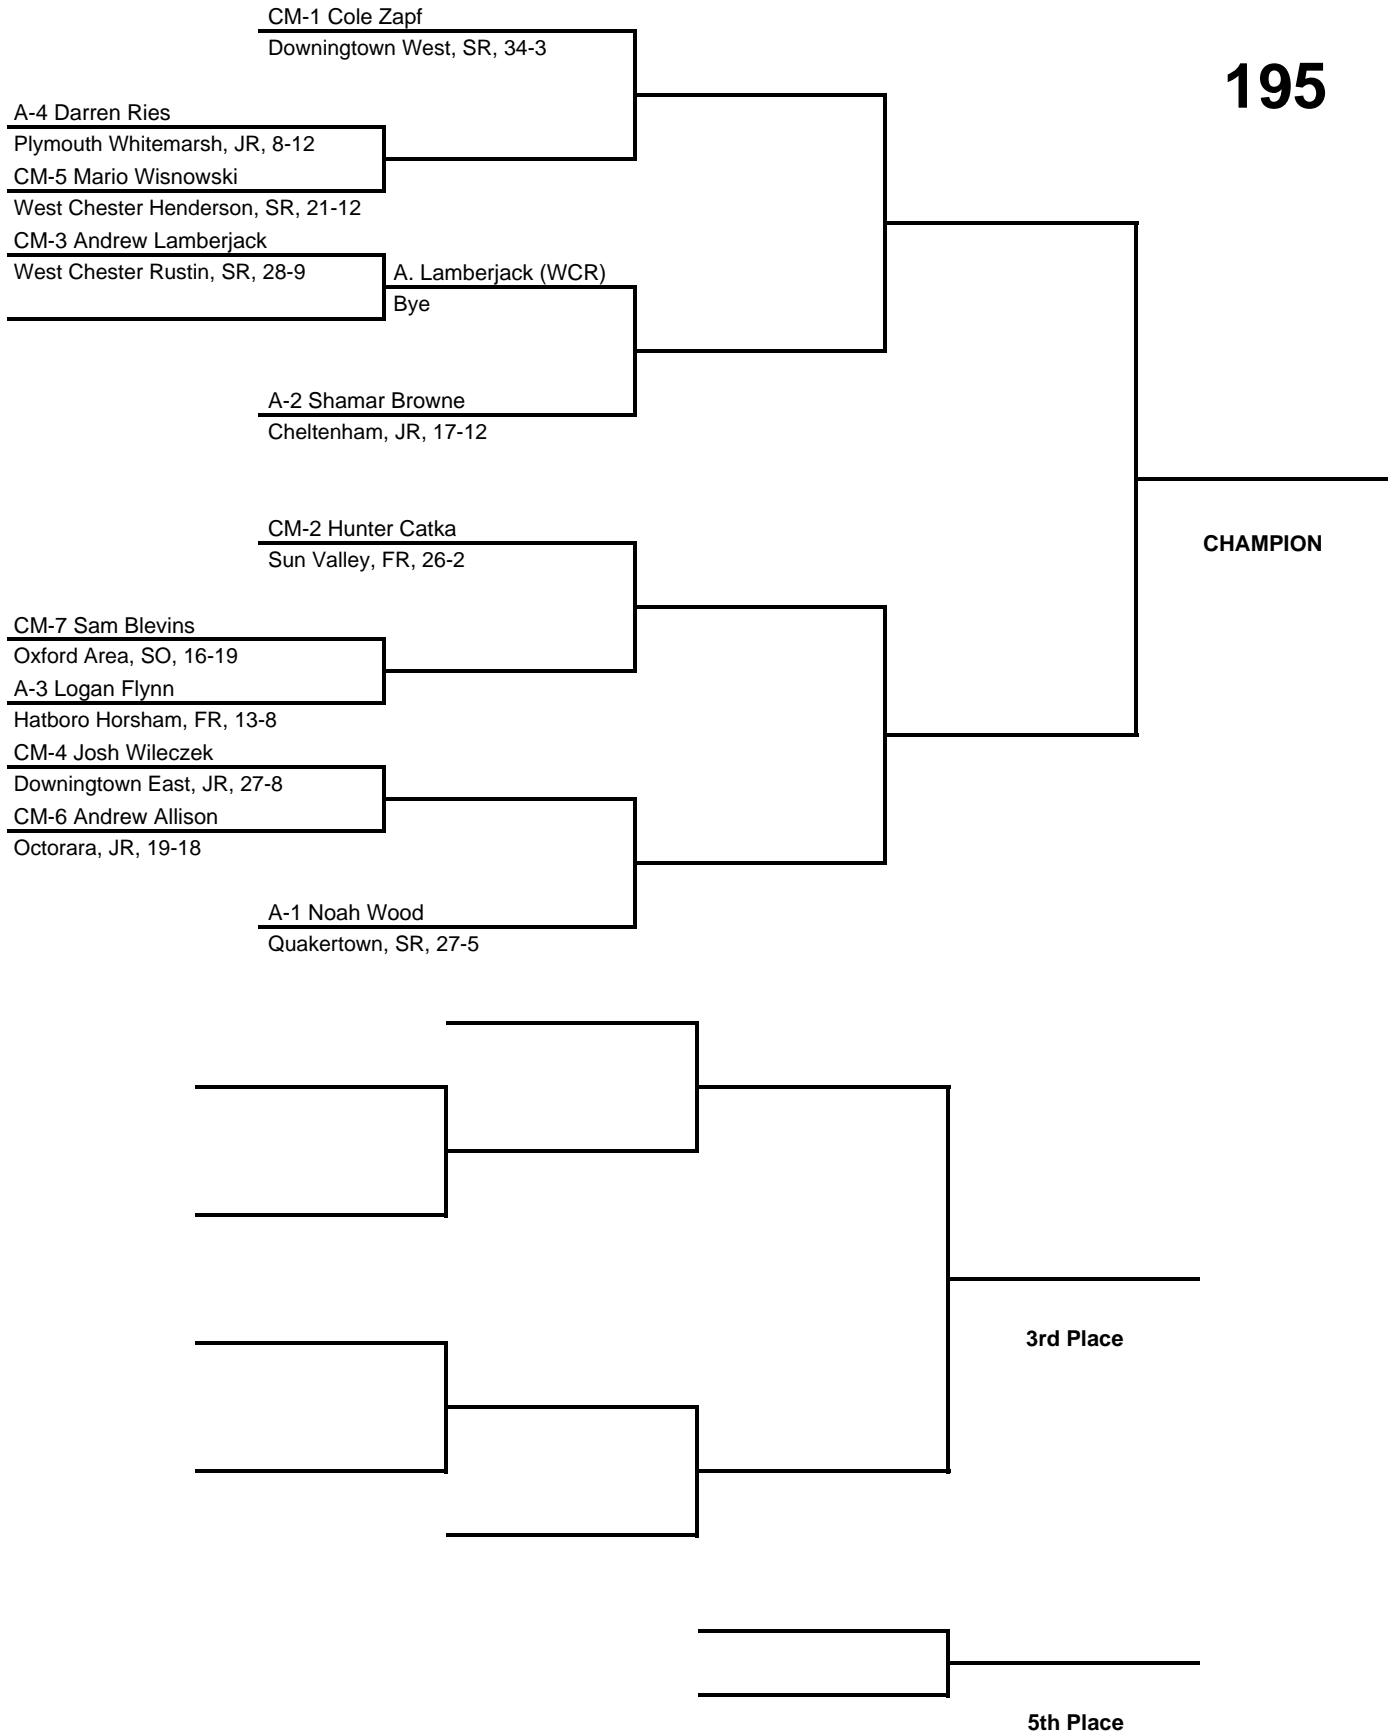 CM-1 Cole Zapf
Downingtown West, SR, 34-3
195
A-4 Darren Ries
Plymouth Whitemarsh, JR, 8-12
CM-5 Mario Wisnowski
West Chester Henderson, SR, 21-12
CM-3 Andrew Lamberjack
West Chester Rustin, SR, 28-9
A. Lamberjack (WCR)
Bye
A-2 Shamar Browne
Cheltenham, JR, 17-12
CM-2 Hunter Catka
Sun Valley, FR, 26-2
CHAMPION
CM-7 Sam Blevins
Oxford Area, SO, 16-19
A-3 Logan Flynn
Hatboro Horsham, FR, 13-8
CM-4 Josh Wileczek
Downingtown East, JR, 27-8
CM-6 Andrew Allison
Octorara, JR, 19-18
A-1 Noah Wood
Quakertown, SR, 27-5
3rd Place
5th Place